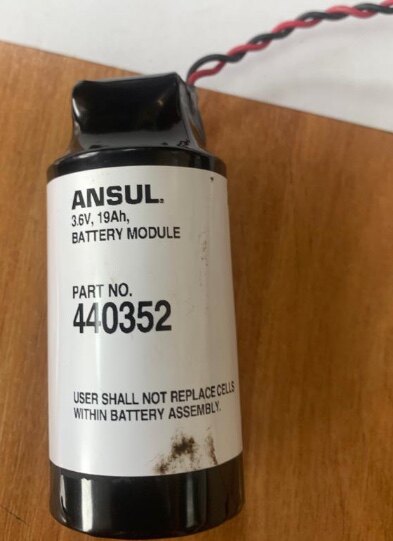 ANSUL.
3.6V, 19Ah,
BATTERY MODULE
PART NO.
440352
USER SHALL NOT REPLACE CELLS
WITHIN BATTERY ASSEMBLY.